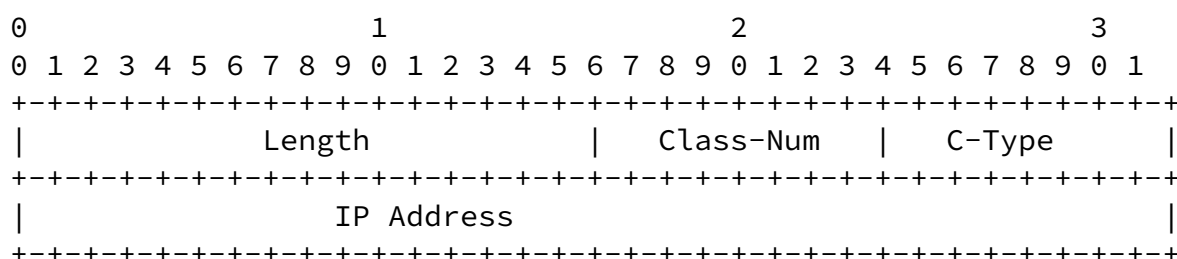 0                   1                   2                   3
0 1 2 3 4 5 6 7 8 9 0 1 2 3 4 5 6 7 8 9 0 1 2 3 4 5 6 7 8 9 0 1
+-+-+-+-+-+-+-+-+-+-+-+-+-+-+-+-+-+-+-+-+-+-+-+-+-+-+-+-+-+-+-+-+
|             Length            |   Class-Num   |   C-Type      |
+-+-+-+-+-+-+-+-+-+-+-+-+-+-+-+-+-+-+-+-+-+-+-+-+-+-+-+-+-+-+-+-+
|                 IP Address                                    |
+-+-+-+-+-+-+-+-+-+-+-+-+-+-+-+-+-+-+-+-+-+-+-+-+-+-+-+-+-+-+-+-+